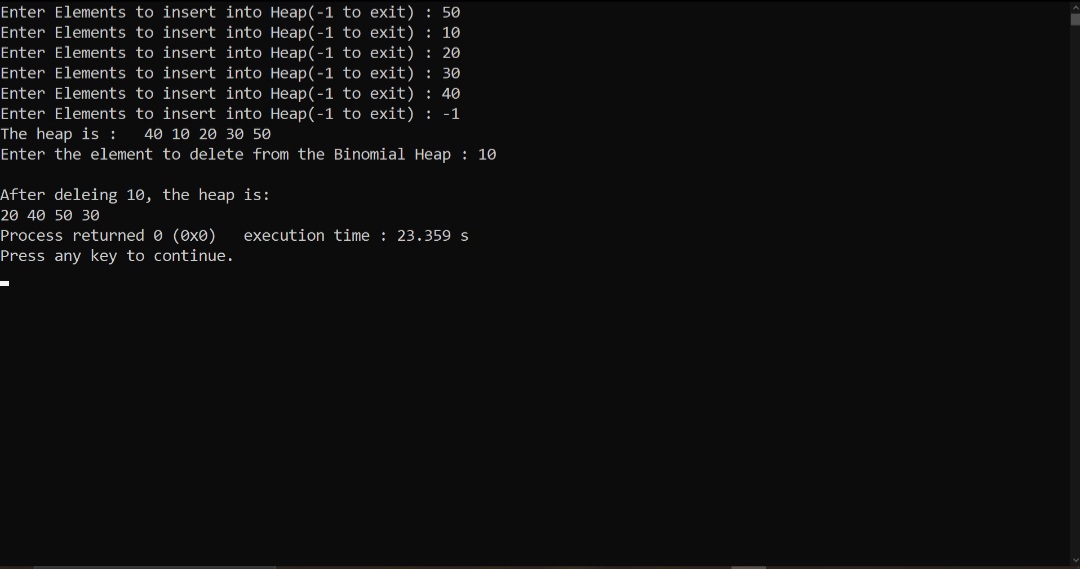 Enter Elements to insert into Heap(-1 to exit) : 50
Enter Elements to insert into Heap(-1 to exit) : 10
Enter Elements to insert into Heap(-1 to exit) : 20
Enter Elements to insert into Heap(-1 to exit) : 30
Enter Elements to insert into Heap(-1 to exit) : 40
Enter Elements to insert into Heap(-1 to exit) : -1
The heap is :   40 10 20 30 50
Enter the element to delete from the Binomial Heap : 10
After deleing 10, the heap is:
20 40 50 30
Process returned 0 (0x0)   execution time : 23.359 s
Press any key to continue.